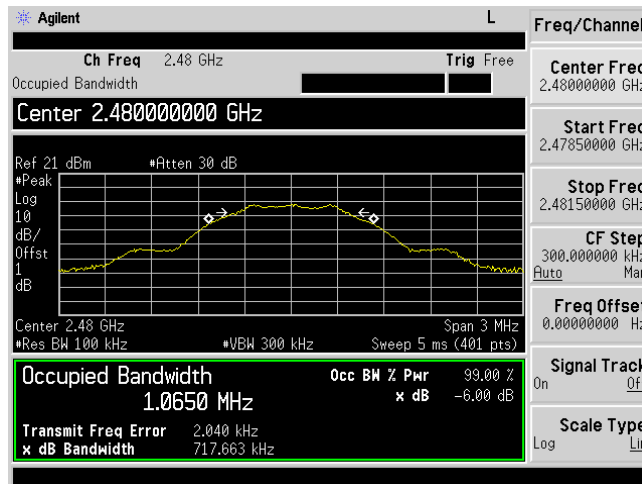 Agilent
L
Freq/Channel
Ch Freq 2.48 GHz Trig Free
Occupied Bandwidth
Center 2.480000000 GHz
Ref 21 dBm #Atten 30 dB
#Peak
Log
10
dB/
Offst
1
dB
Center 2.48 GHz Span 3 MHz
#Res BW 100 kHz #VBW 300 kHz Sweep 5 ms (401 pts)
Occupied Bandwidth Occ BW % Pwr 99.00 %
1.0650 MHz x dB -6.00 dB
Transmit Freq Error 2.040 kHz
x dB Bandwidth 717.663 kHz
Center Freq
2.48000000 GHz
Start Freq
2.47850000 GHz
Stop Freq
2.48150000 GHz
CF Step
300.000000 kHz
Auto Man
Freq Offset
0.00000000 Hz
Signal Track
On Off
Scale Type
Log Lin